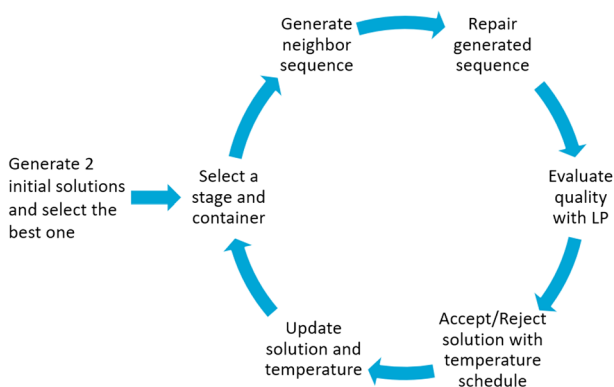 Generate 2
initial solutions
and select the
best one
Select a
stage and
container
Generate
neighbor
sequence
Repair
generated
sequence
Evaluate
quality
with LP
Accept/Reject
solution with
temperature
schedule
Update
solution and
temperature